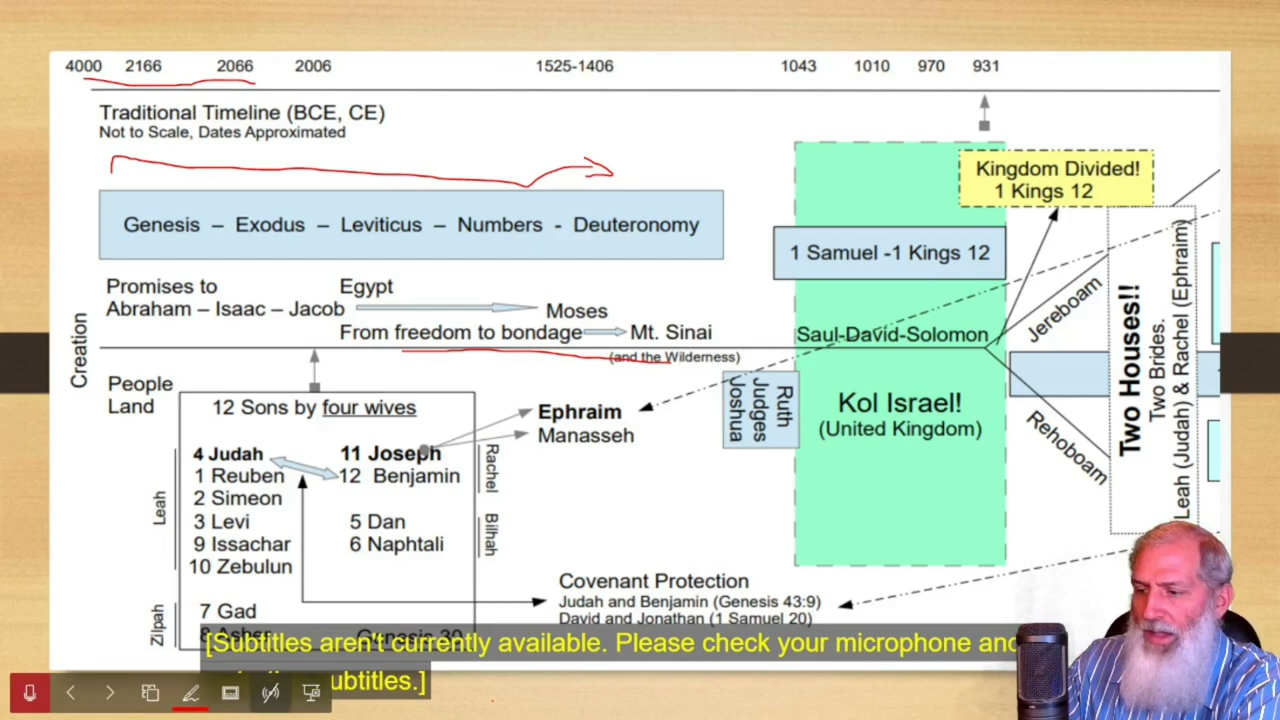 4000 2166 2066 2006 1525-1406 1043 1010 970 931
Traditional Timeline (BCE, CE)
Not to Scale, Dates Approximated
Kingdom Divided!
1 Kings 12
Genesis – Exodus – Leviticus – Numbers - Deuteronomy
1 Samuel -1 Kings 12
Promises to
Abraham – Isaac – Jacob
Egypt
Moses
From freedom to bondage
Mt. Sinai
(and the Wilderness)
Saul-David-Solomon
Jereboam
Rehoboam
Two Houses!!
Two Brides.
Leah (Judah) & Rachel (Ephraim)
Creation
People
Land
12 Sons by four wives
Ephraim
Manasseh
Ruth
Judges
Joshua
Kol Israel!
(United Kingdom)
4 Judah
1 Reuben
2 Simeon
3 Levi
9 Issachar
10 Zebulun
Leah
11 Joseph
12 Benjamin
Rachel
5 Dan
6 Naphtali
Bilhah
7 Gad
8 Asher
Zilpah
Genesis 30
Covenant Protection
Judah and Benjamin (Genesis 43:9)
David and Jonathan (1 Samuel 20)
[Subtitles aren't currently available. Please check your microphone and
subtitles.]